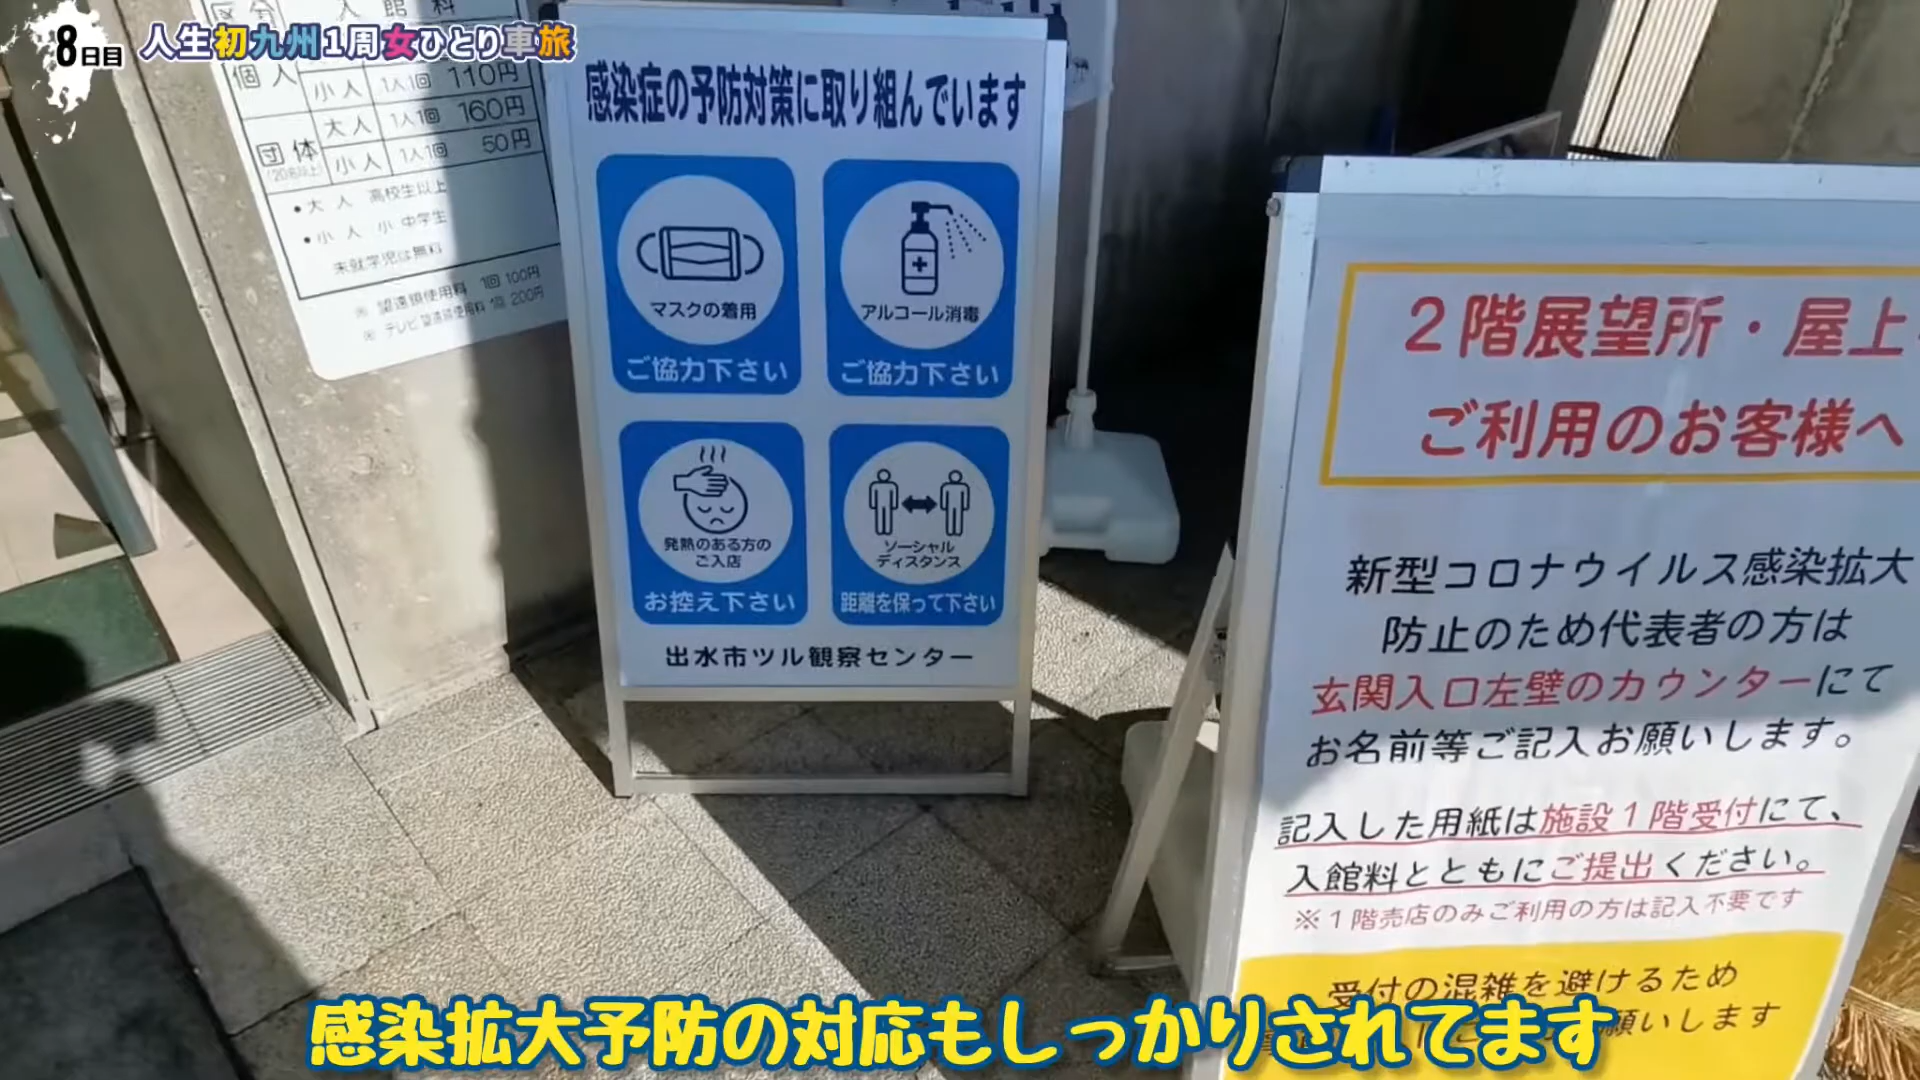 8日目
人生初九州1周女ひとり車旅
区分 入館料
個人 小人 1人1回 110円
団体 大人 1人1回 160円
(20名以上) 小人 1人1回 50円
•大人 高校生以上
•小人 小中学生
未就学児は無料
※ 望遠鏡使用料 1回 100円
※ テレビ望遠鏡使用料 1回 200円
感染症の予防対策に取り組んでいます
マスクの着用
ご協力下さい
アルコール消毒
ご協力下さい
発熱のある方の
ご入店
お控え下さい
ソーシャル
ディスタンス
距離を保って下さい
出水市ツル観察センター
2階展望所・屋上
ご利用のお客様へ
新型コロナウイルス感染拡大
防止のため代表者の方は
玄関入口左壁のカウンターにて
お名前等ご記入お願いします。
記入した用紙は施設1階受付にて、
入館料とともにご提出ください。
※1階売店のみご利用の方は記入不要です
受付の混雑を避けるため
願いします
感染拡大予防の対応もしっかりされてます